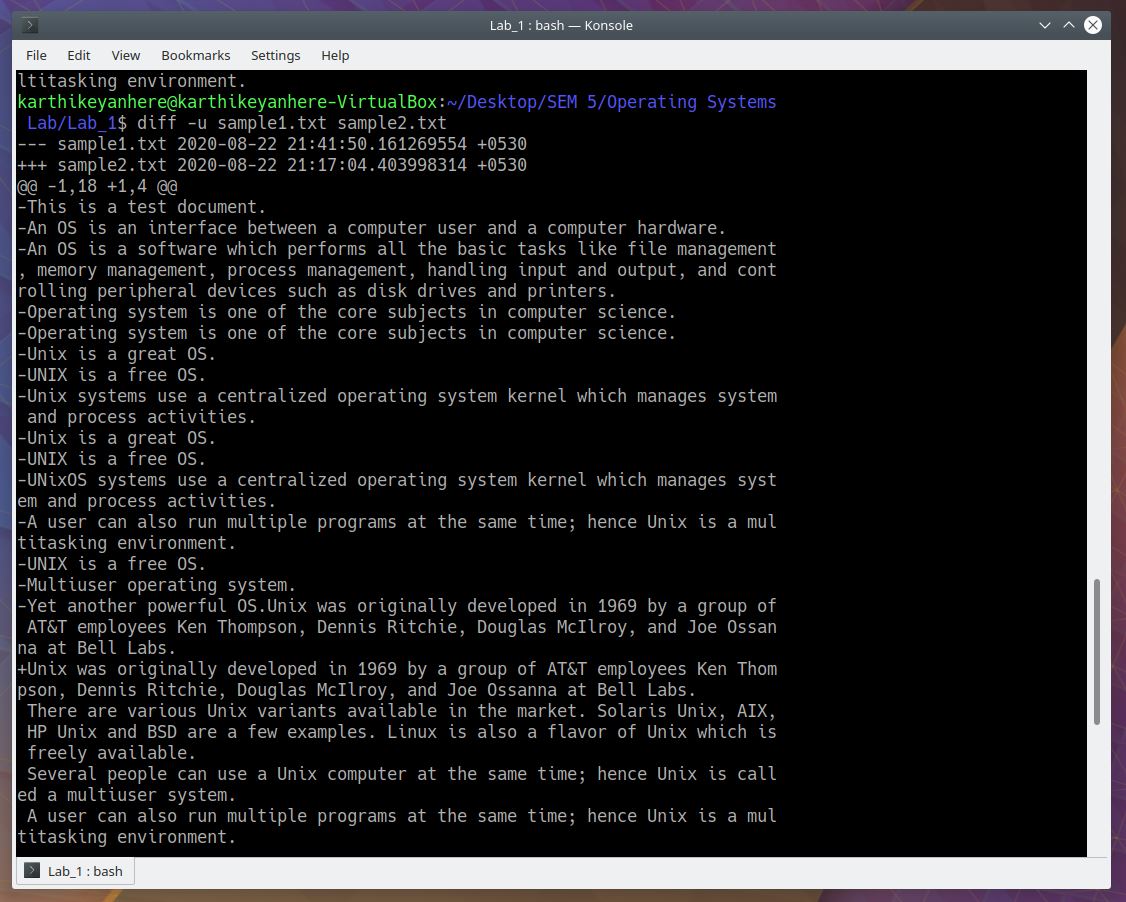 Lab_1 : bash — Konsole
File Edit View Bookmarks Settings Help
ltitasking environment.
karthikeyanhere@karthikeyanhere-VirtualBox:~/Desktop/SEM 5/Operating Systems
 Lab/Lab_1$ diff -u sample1.txt sample2.txt
--- sample1.txt 2020-08-22 21:41:50.161269554 +0530
+++ sample2.txt 2020-08-22 21:17:04.403998314 +0530
@@ -1,18 +1,4 @@
-This is a test document.
-An OS is an interface between a computer user and a computer hardware.
-An OS is a software which performs all the basic tasks like file management
, memory management, process management, handling input and output, and cont
rolling peripheral devices such as disk drives and printers.
-Operating system is one of the core subjects in computer science.
-Operating system is one of the core subjects in computer science.
-Unix is a great OS.
-UNIX is a free OS.
-Unix systems use a centralized operating system kernel which manages system
 and process activities.
-Unix is a great OS.
-UNIX is a free OS.
-UNixOS systems use a centralized operating system kernel which manages syst
em and process activities.
-A user can also run multiple programs at the same time; hence Unix is a mul
titasking environment.
-UNIX is a free OS.
-Multiuser operating system.
-Yet another powerful OS.Unix was originally developed in 1969 by a group of
 AT&T employees Ken Thompson, Dennis Ritchie, Douglas McIlroy, and Joe Ossan
na at Bell Labs.
+Unix was originally developed in 1969 by a group of AT&T employees Ken Thom
pson, Dennis Ritchie, Douglas McIlroy, and Joe Ossanna at Bell Labs.
 There are various Unix variants available in the market. Solaris Unix, AIX,
 HP Unix and BSD are a few examples. Linux is also a flavor of Unix which is
 freely available.
 Several people can use a Unix computer at the same time; hence Unix is call
ed a multiuser system.
 A user can also run multiple programs at the same time; hence Unix is a mul
titasking environment.
Lab_1 : bash